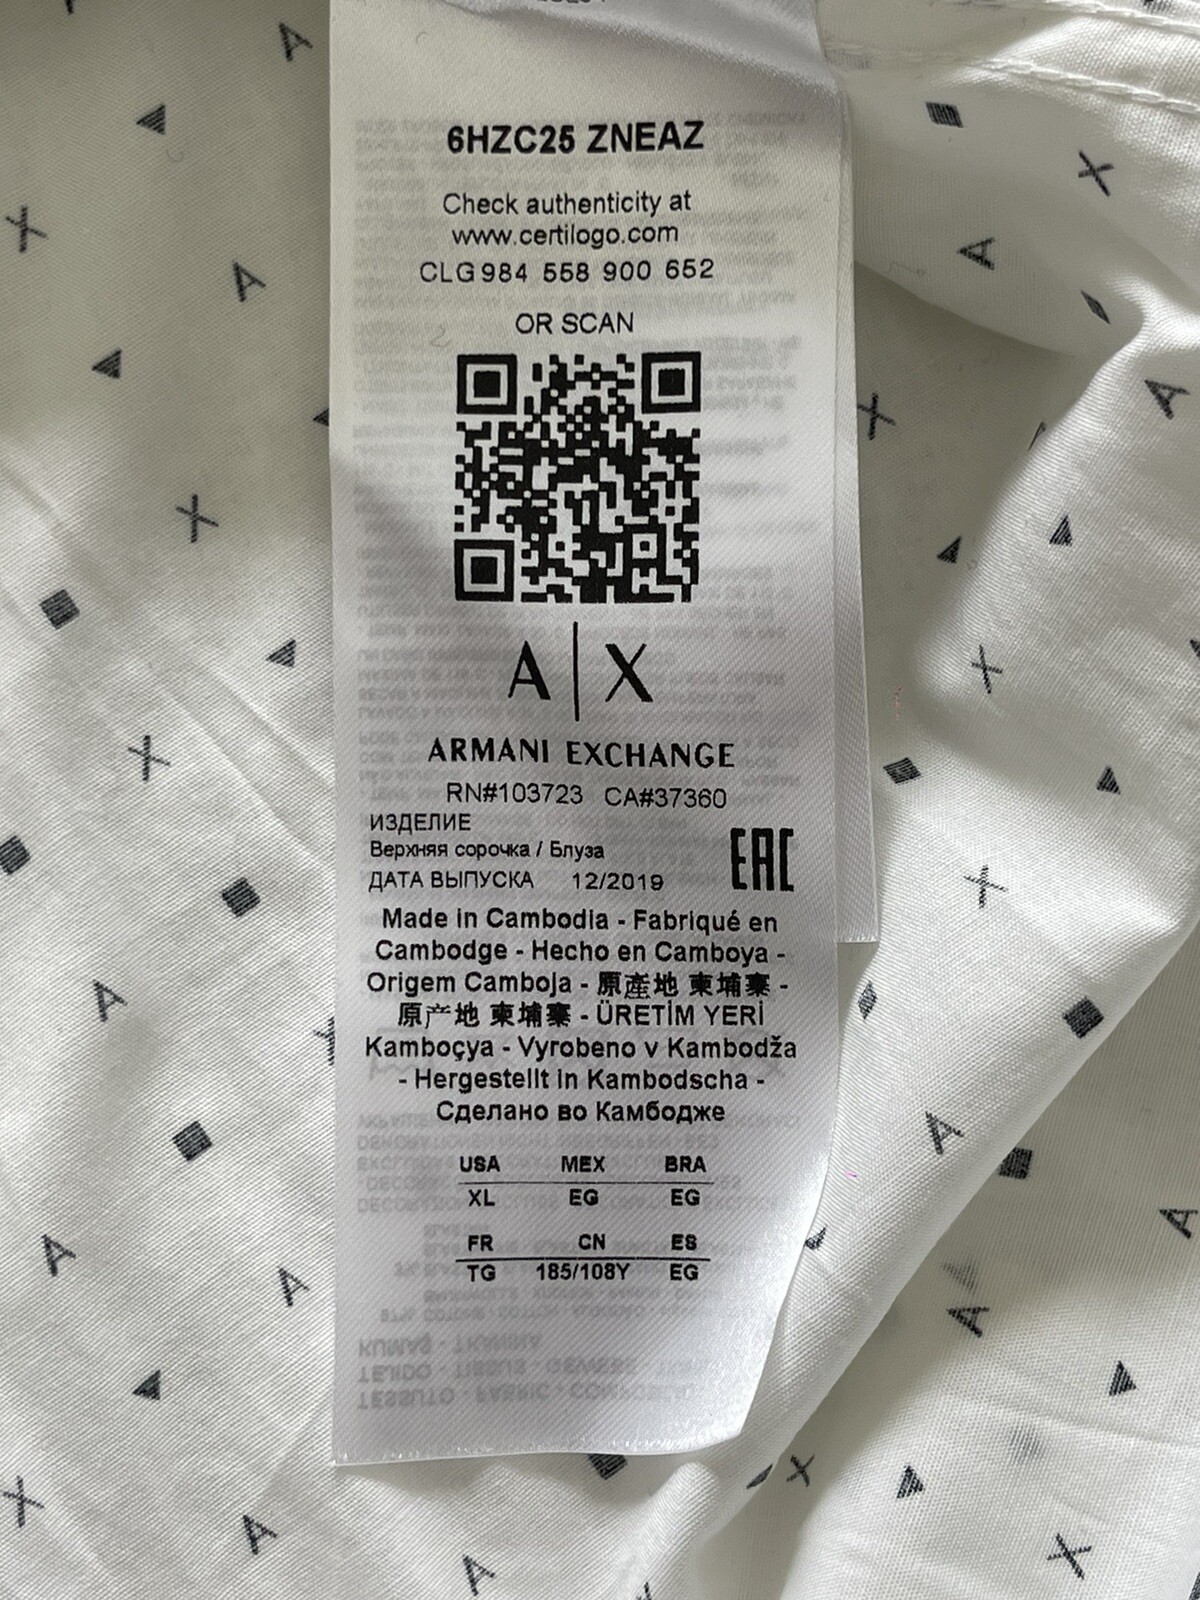 6HZC25 ZNEAZ
Check authenticity at
www.certilogo.com
CLG 984 558 900 652
OR SCAN
A|X
ARMANI EXCHANGE
RN#103723 CA#37360
ИЗДЕЛИЕ
Верхняя сорочка / Блуза
ДАТА ВЫПУСКА 12/2019
EAC
Made in Cambodia - Fabriqué en
Cambodge - Hecho en Camboya -
Origem Camboja - 原產地 柬埔寨 -
原产地 柬埔寨 - ÜRETİM YERİ
Kamboçya - Vyrobeno v Kambodža
- Hergestellt in Kambodscha -
Сделано во Камбодже
USA MEX BRA
XL EG EG
FR CN ES
TG 185/108Y EG